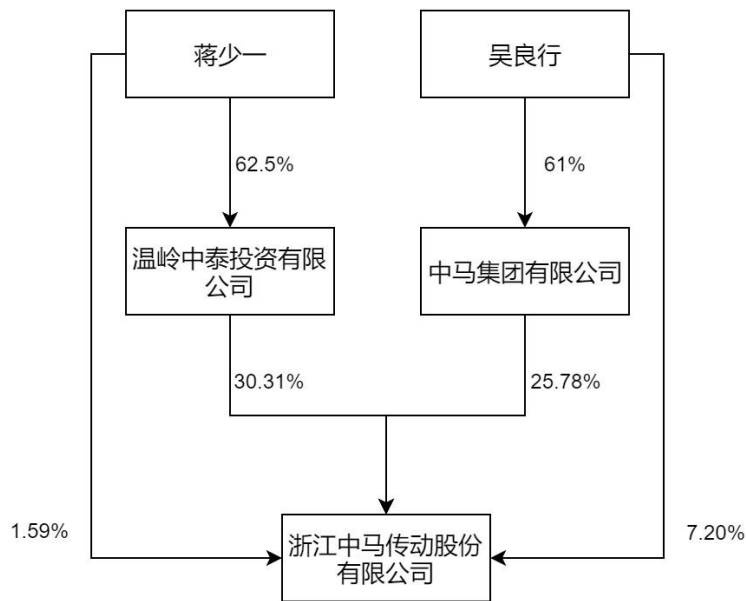 蒋少一
吴良行
62.5%
61%
温岭中泰投资有限
公司
中马集团有限公司
30.31%
25.78%
1.59%
7.20%
浙江中马传动股份
有限公司